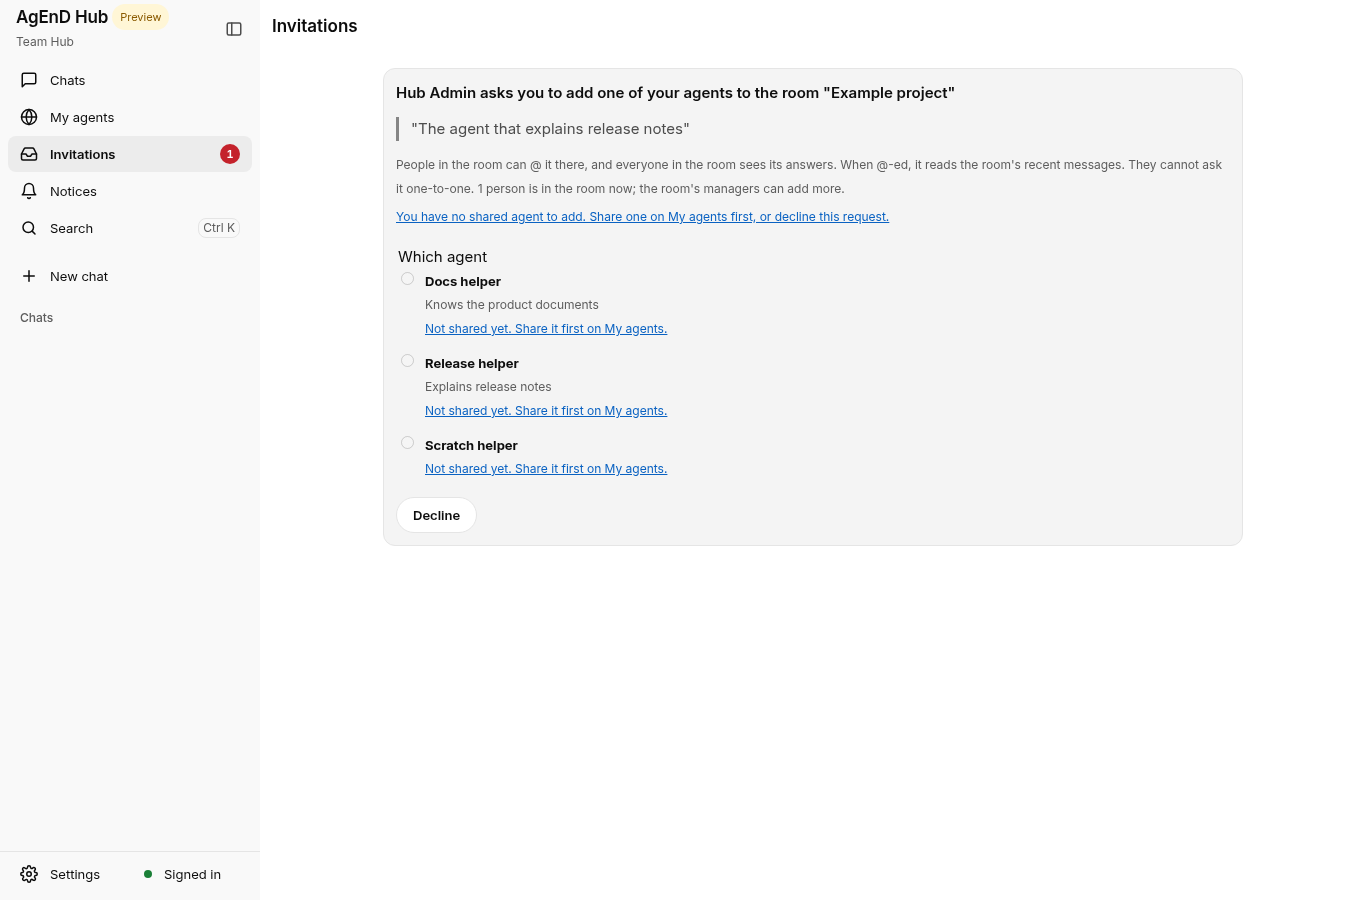 AgEnD Hub Preview
Team Hub
Chats
My agents
Invitations 1
Notices
Search Ctrl K
New chat
Chats
Settings Signed in
Invitations
Hub Admin asks you to add one of your agents to the room "Example project"
"The agent that explains release notes"
People in the room can @ it there, and everyone in the room sees its answers. When @-ed, it reads the room's recent messages. They cannot ask
it one-to-one. 1 person is in the room now; the room's managers can add more.
You have no shared agent to add. Share one on My agents first, or decline this request.
Which agent
Docs helper
Knows the product documents
Not shared yet. Share it first on My agents.
Release helper
Explains release notes
Not shared yet. Share it first on My agents.
Scratch helper
Not shared yet. Share it first on My agents.
Decline